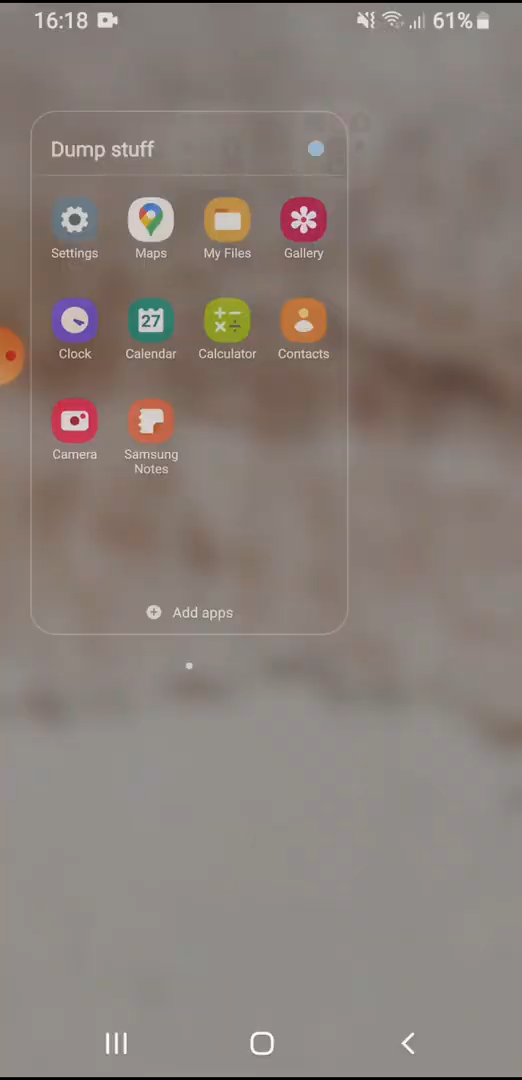 16:18 61%
Dump stuff
Settings Maps My Files Gallery
27
Clock Calendar Calculator Contacts
Camera Samsung
Notes
Add apps